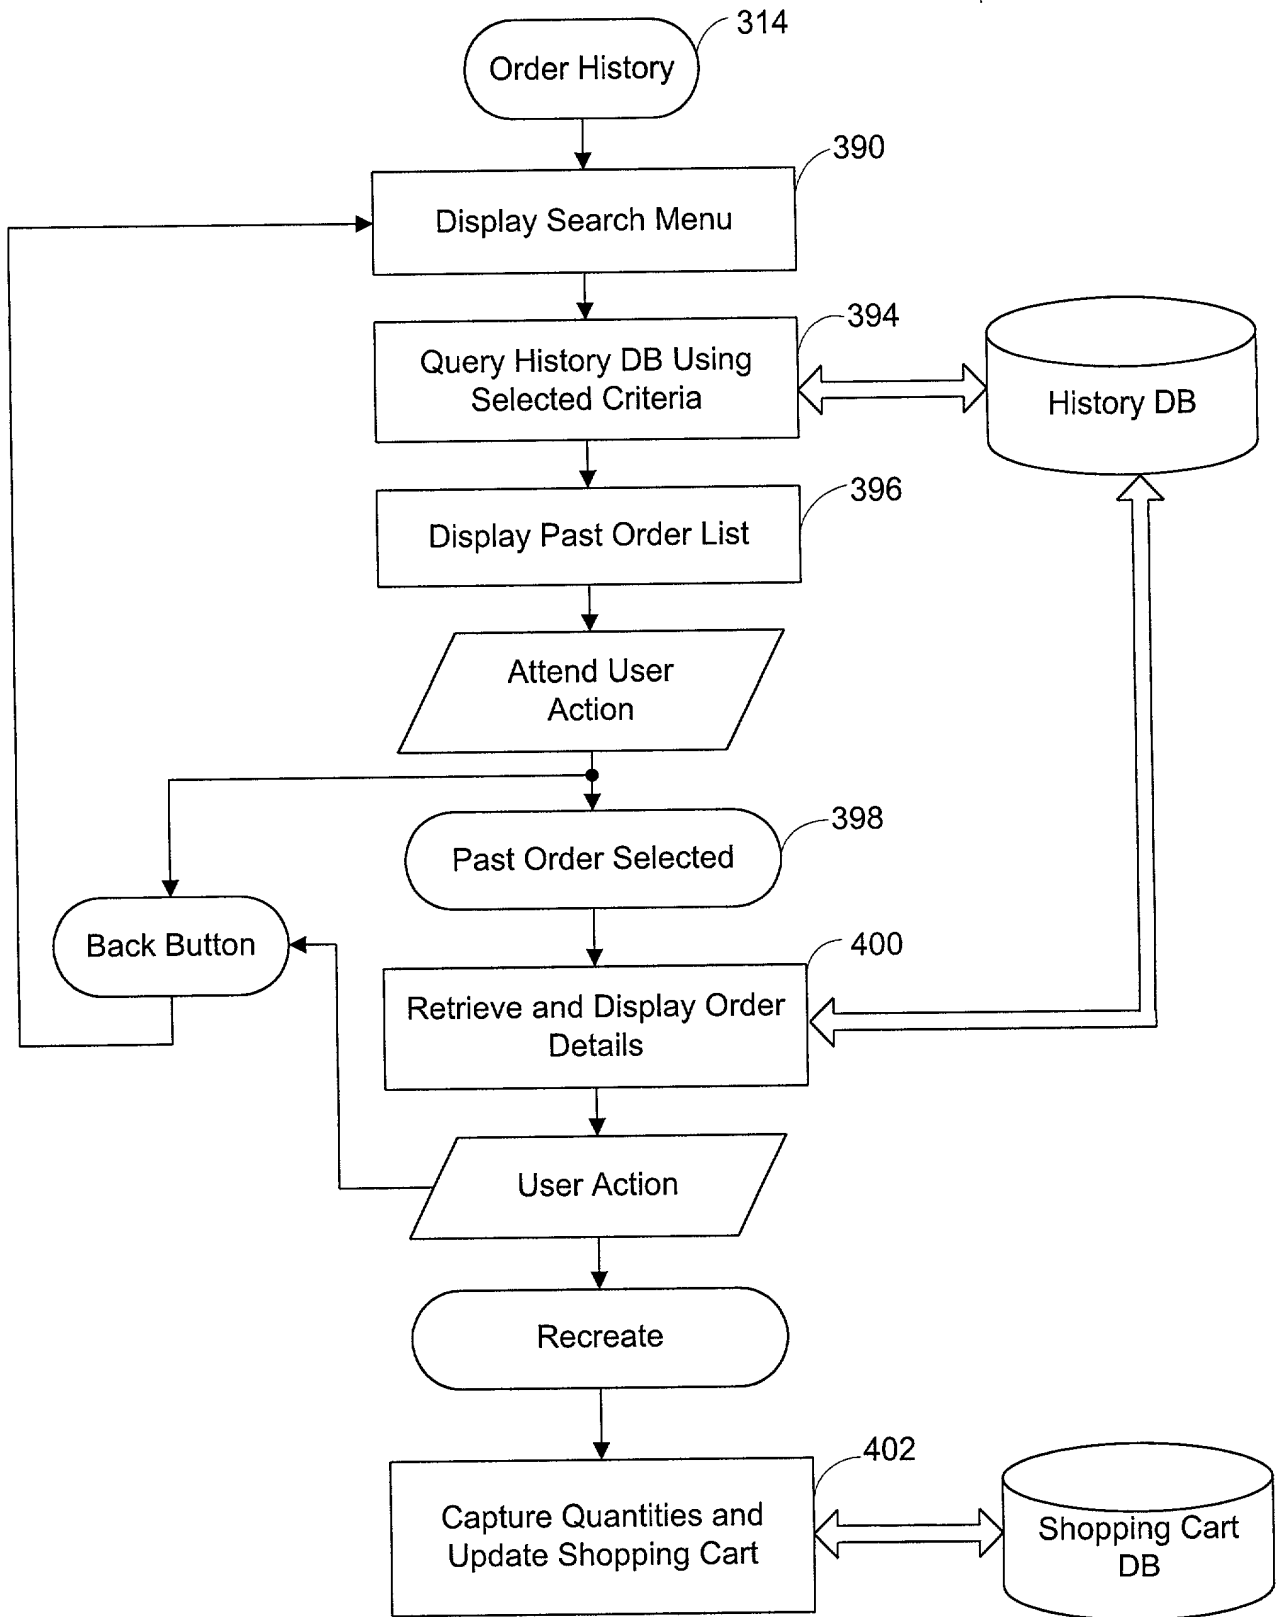 314
Order History
390
Display Search Menu
394
Query History DB Using
Selected Criteria
History DB
396
Display Past Order List
Attend User
Action
398
Past Order Selected
Back Button
400
Retrieve and Display Order
Details
User Action
Recreate
402
Capture Quantities and
Update Shopping Cart
Shopping Cart
DB